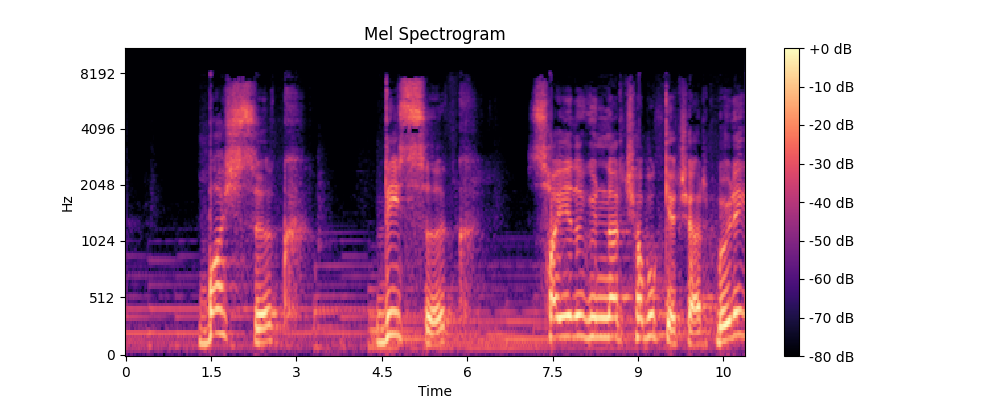 Mel Spectrogram
Hz
8192
4096
2048
1024
512
0
0 1.5 3 4.5 6 7.5 9 10
Time
+0 dB
-10 dB
-20 dB
-30 dB
-40 dB
-50 dB
-60 dB
-70 dB
-80 dB